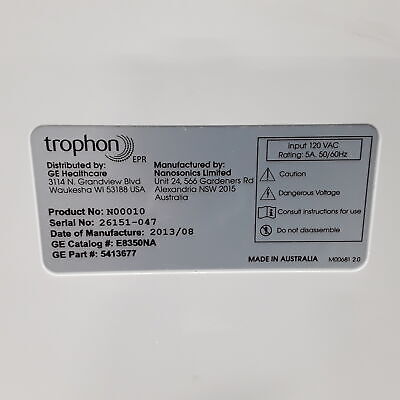 trophon
EPR
Distributed by:
GE Healthcare
3114 N. Grandview Blvd
Waukesha WI 53188 USA
Manufactured by:
Nanosonics Limited
Unit 24, 566 Gardeners Rd
Alexandria NSW 2015
Australia
Product No: N00010
Serial No: 26151-047
Date of Manufacture: 2013/08
GE Catalog #: E8350NA
GE Part #: 5413677
Input 120 VAC
Rating: 5A. 50/60Hz
Caution
Dangerous Voltage
Consult instructions for use
Do not disassemble
MADE IN AUSTRALIA
M00681 2.0